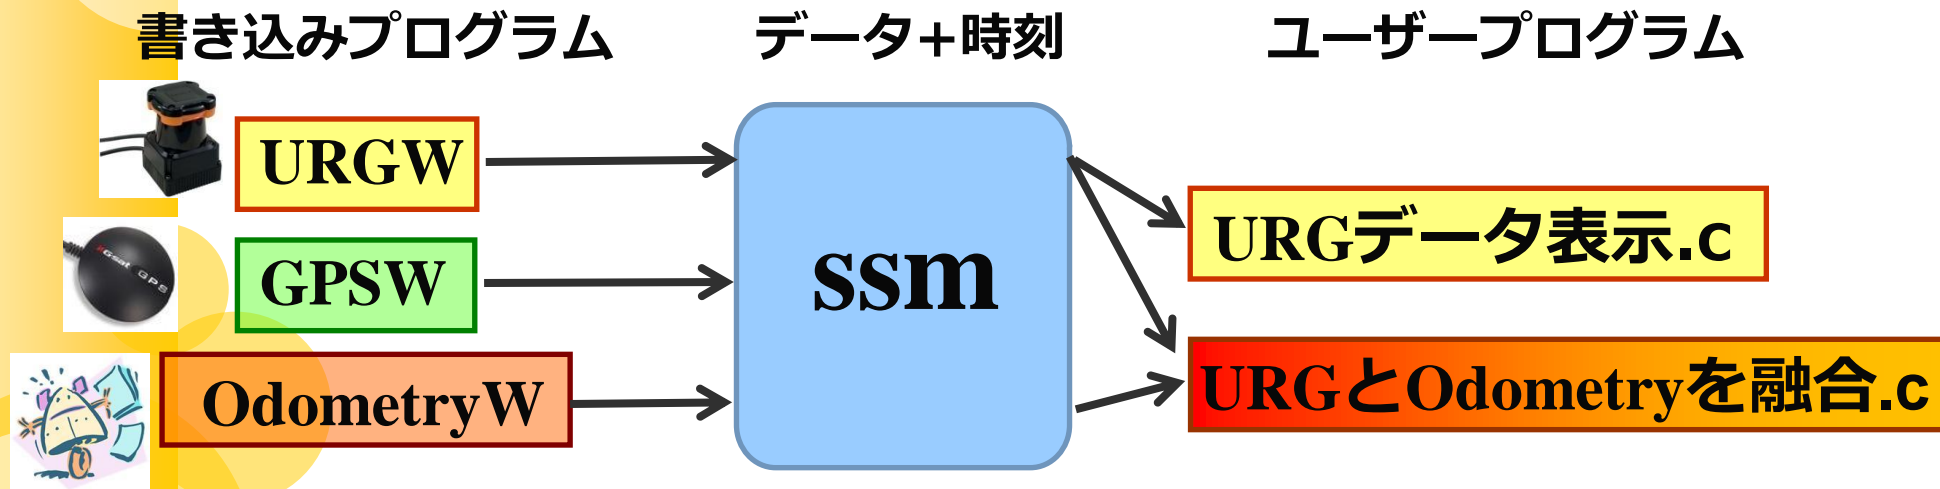 書き込みプログラム
データ+時刻
ユーザープログラム
URGW
GPSW
OdometryW
ssm
URGデータ表示.c
URGとOdometryを融合.c
GPS